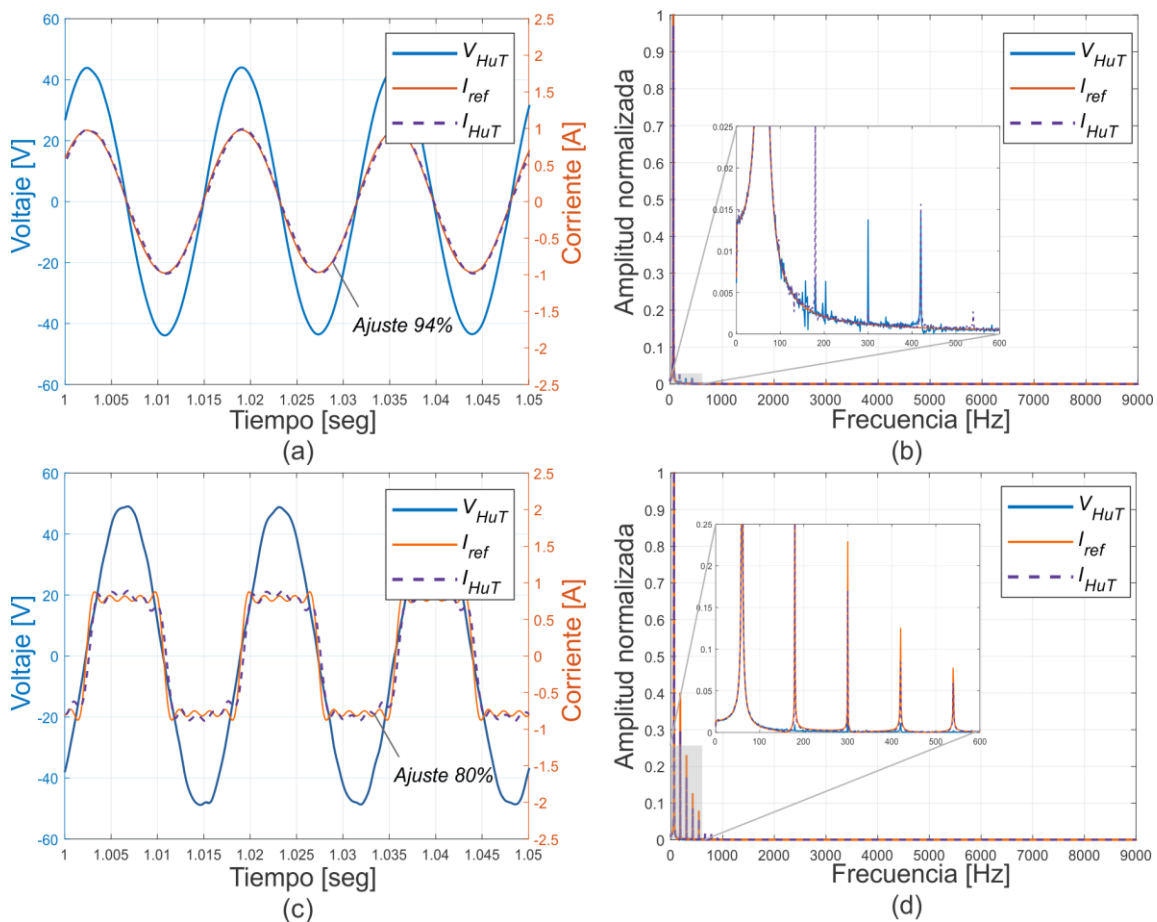 60
40
20
0
-20
-40
-60
Voltaje [V]
2.5
2
1.5
1
0.5
0
-0.5
-1
-1.5
-2
-2.5
Corriente [A]
V_HuT
I_ref
I_HuT
Ajuste 94%
1 1.005 1.01 1.015 1.02 1.025 1.03 1.035 1.04 1.045 1.05
Tiempo [seg]
(a)
1
0.9
0.8
0.7
0.6
0.5
0.4
0.3
0.2
0.1
0
Amplitud normalizada
V_HuT
I_ref
I_HuT
0.025
0.02
0.015
0.01
0.005
0
0 100 200 300 400 500 600
0 1000 2000 3000 4000 5000 6000 7000 8000 9000
Frecuencia [Hz]
(b)
60
40
20
0
-20
-40
-60
Voltaje [V]
2.5
2
1.5
1
0.5
0
-0.5
-1
-1.5
-2
-2.5
Corriente [A]
V_HuT
I_ref
I_HuT
Ajuste 80%
1 1.005 1.01 1.015 1.02 1.025 1.03 1.035 1.04 1.045 1.05
Tiempo [seg]
(c)
1
0.9
0.8
0.7
0.6
0.5
0.4
0.3
0.2
0.1
0
Amplitud normalizada
V_HuT
I_ref
I_HuT
0.25
0.2
0.15
0.1
0.05
0
0 100 200 300 400 500 600
0 1000 2000 3000 4000 5000 6000 7000 8000 9000
Frecuencia [Hz]
(d)